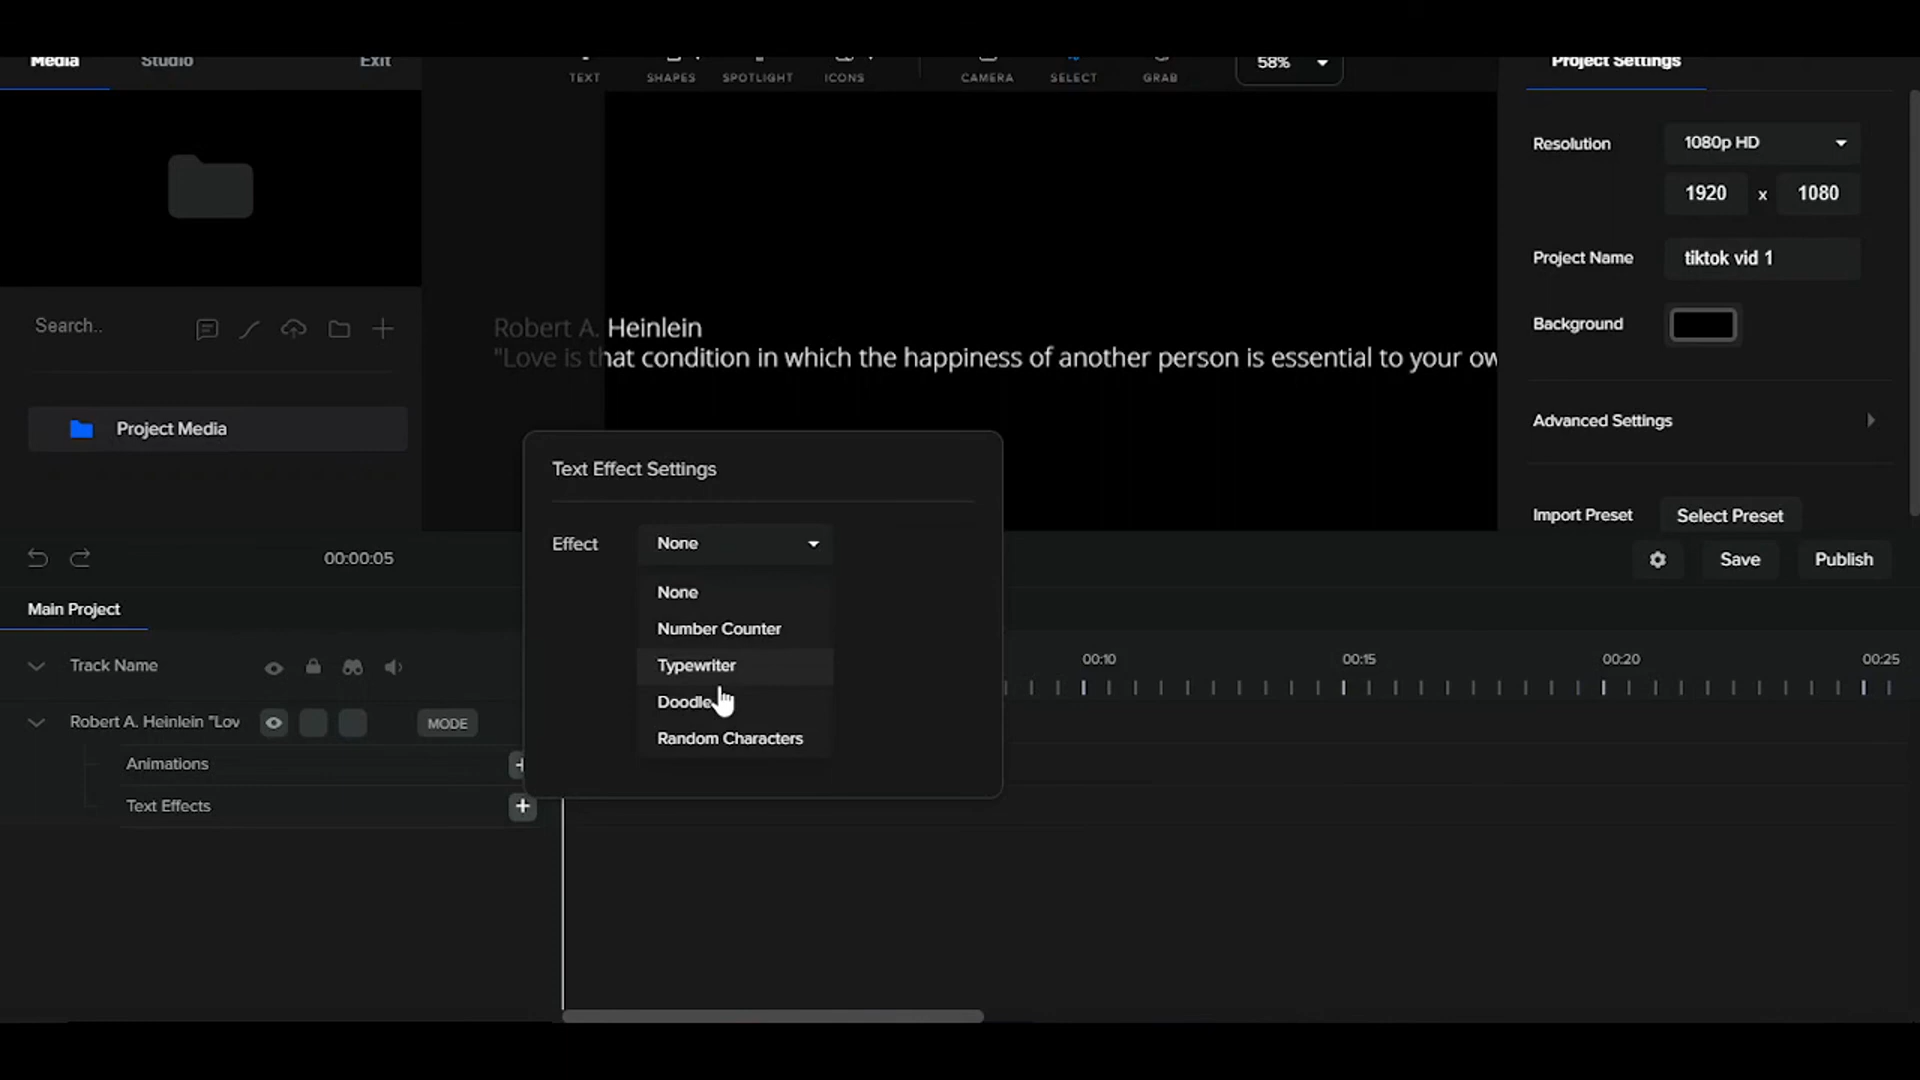 Media
Studio
Exit
TEXT
SHAPES
SPOTLIGHT
ICONS
CAMERA
SELECT
GRAB
58%
Project Settings
Resolution
1080p HD
1920 x 1080
Project Name
tiktok vid 1
Background
Advanced Settings
Import Preset
Select Preset
Search..
Project Media
Robert A. Heinlein
"Love is that condition in which the happiness of another person is essential to your ow
Text Effect Settings
Effect
None
None
Number Counter
Typewriter
Doodle
Random Characters
00:00:05
Save
Publish
Main Project
Track Name
00:10
00:15
00:20
00:25
Robert A. Heinlein "Lov
MODE
Animations
Text Effects